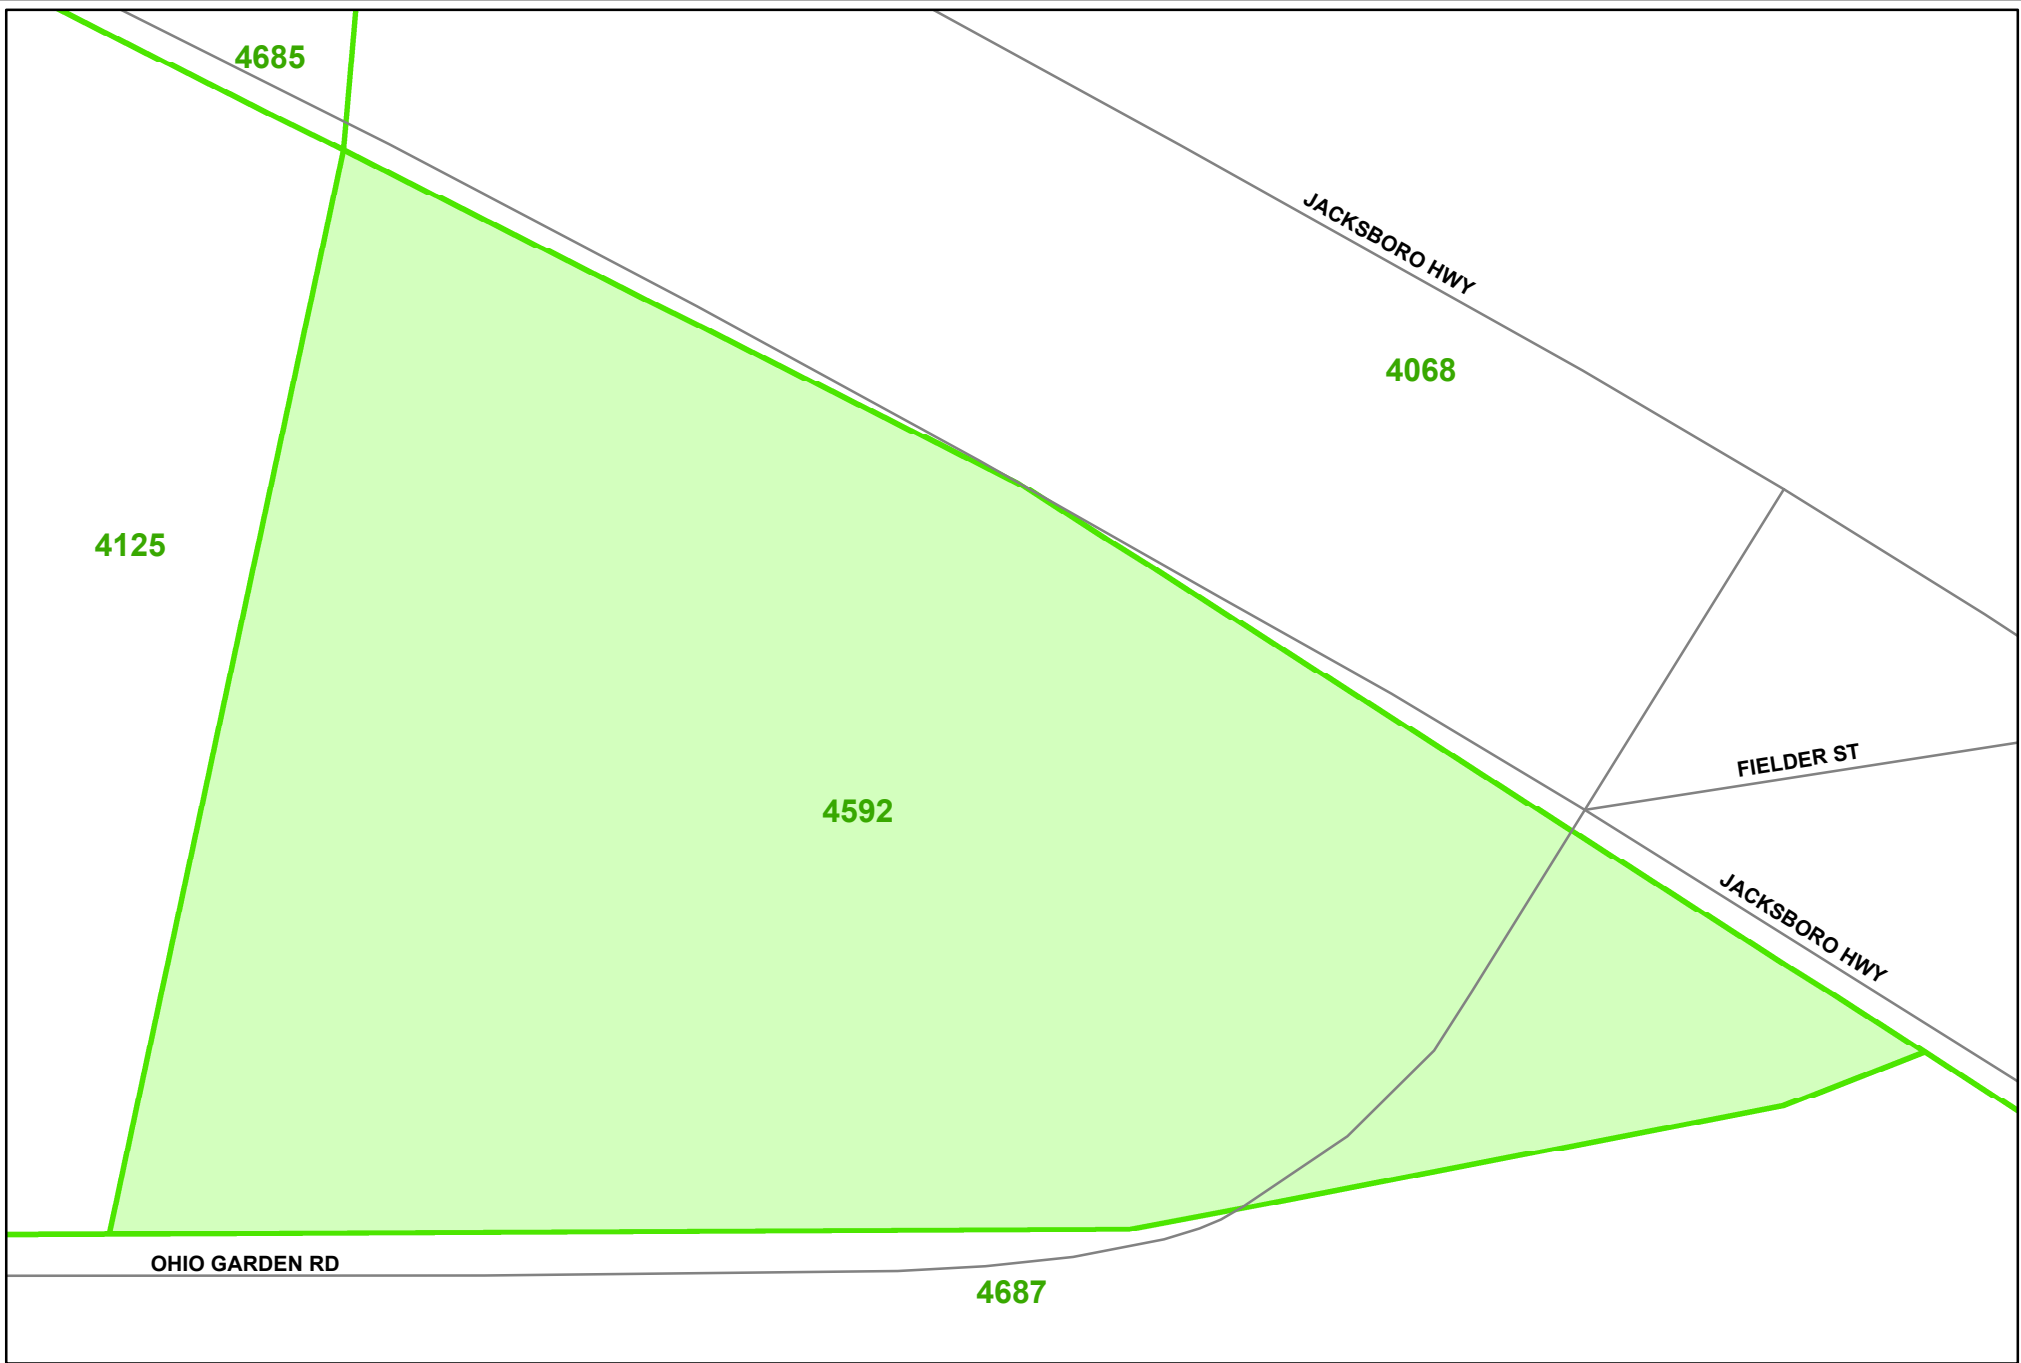 4685
JACKSBORO HWY
4068
4125
FIELDER ST
4592
JACKSBORO HWY
OHIO GARDEN RD
4687